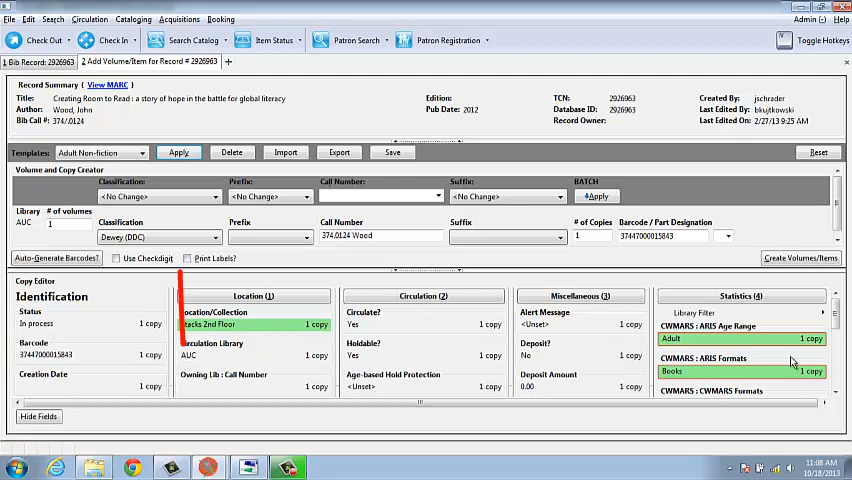 File Edit Search Circulation Cataloging Acquisitions Booking Admin (-) Help
Check Out Check In Search Catalog Item Status Patron Search Patron Registration Toggle Hotkeys
1 Bib Record: 2926963 2 Add Volume/Item for Record # 2926963 +
Record Summary ( View MARC )
Title: Creating Room to Read : a story of hope in the battle for global literacy Edition: TCN: 2926963 Created By: jschrader
Author: Wood, John Pub Date: 2012 Database ID: 2926963 Last Edited By: bkujtkowski
Bib Call #: 374/.0124 Record Owner: Last Edited On: 2/27/13 9:25 AM
Templates: Adult Non-fiction Apply Delete Import Export Save Reset
Volume and Copy Creator
Classification: Prefix: Call Number: Suffix: BATCH
<No Change> <No Change> <No Change> Apply
Library # of volumes Classification Prefix Call Number Suffix # of Copies Barcode / Part Designation
AUC 1 Dewey (DDC) 374.0124 Wood 1 37447000015843
Auto-Generate Barcodes? Use Checkdigit Print Labels? Create Volumes/Items
Copy Editor
Identification Location (1) Circulation (2) Miscellaneous (3) Statistics (4)
Status Location/Collection Circulate? Alert Message Library Filter
In process 1 copy Stacks 2nd Floor 1 copy Yes 1 copy <Unset> 1 copy CWMARS : ARIS Age Range
Adult 1 copy
Barcode Circulation Library Holdable? Deposit? CWMARS : ARIS Formats
37447000015843 1 copy AUC 1 copy Yes 1 copy No 1 copy Books 1 copy
Creation Date Owning Lib : Call Number Age-based Hold Protection Deposit Amount CWMARS : CWMARS Formats
1 copy 1 copy <Unset> 1 copy 0.00 1 copy
Hide Fields
11:08 AM
10/18/2013